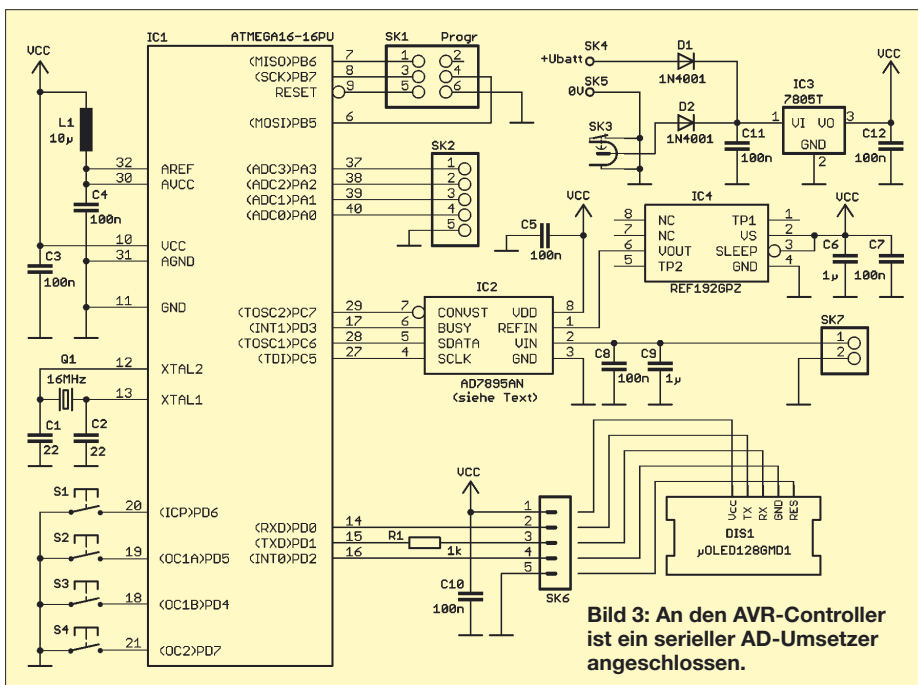 IC1
ATMEGA16-16PU
VCC
L1
10µ
C4
100n
C3
100n
Q1
16MHz
C1
22
C2
22
S1
S2
S3
S4
32 AREF
30 AVCC
10 VCC
31 AGND
11 GND
12 XTAL2
13 XTAL1
20 (ICP)PD6
19 (OC1A)PD5
18 (OC1B)PD4
21 (OC2)PD7
(MISO)PB6 7
(SCK)PB7 8
RESET 9
(MOSI)PB5 6
(ADC3)PA3 37
(ADC2)PA2 38
(ADC1)PA1 39
(ADC0)PA0 40
(TOSC2)PC7 29
(INT1)PD3 17
(TOSC1)PC6 28
(TDI)PC5 27
(RXD)PD0 14
(TXD)PD1 15
(INT0)PD2 16
SK1 Progr
1 2
3 4
5 6
SK2
1
2
3
4
5
SK4
+Ubatt
SK5
0V
SK3
D1
1N4001
D2
1N4001
C11
100n
IC3
7805T
1 VI VO 3
GND
2
VCC
C12
100n
VCC
C5
100n
IC2
7 CONVST VDD 8
6 BUSY REFIN 1
5 SDATA VIN 2
4 SCLK GND 3
AD7895AN
(siehe Text)
IC4
8 NC TP1 1
7 NC VS 2
6 VOUT SLEEP 3
5 TP2 GND 4
REF192GPZ
VCC
C6
1µ
C7
100n
C8
100n
C9
1µ
SK7
1
2
VCC
R1
1k
C10
100n
1
2
3
4
5
SK6
Vcc
TX
RX
GND
RES
DIS1
µOLED128GMD1
Bild 3: An den AVR-Controller
ist ein serieller AD-Umsetzer
angeschlossen.